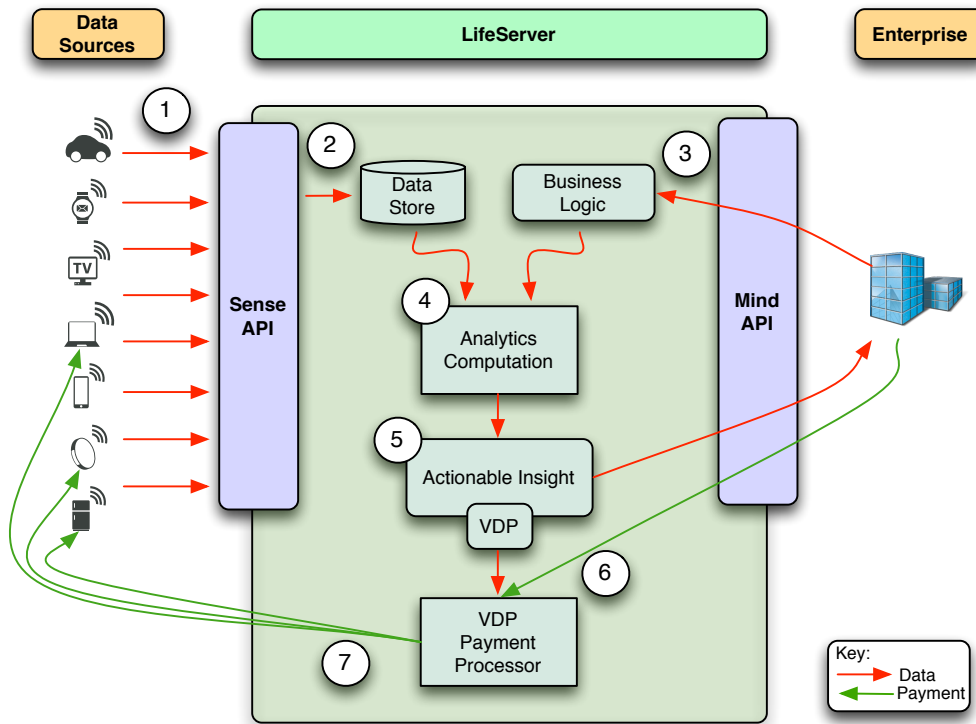 Data
Sources
LifeServer
Enterprise
1
2
3
Data
Store
Business
Logic
TV
Sense
API
Mind
API
4
Analytics
Computation
5
Actionable Insight
VDP
6
VDP
Payment
Processor
7
Key:
Data
Payment